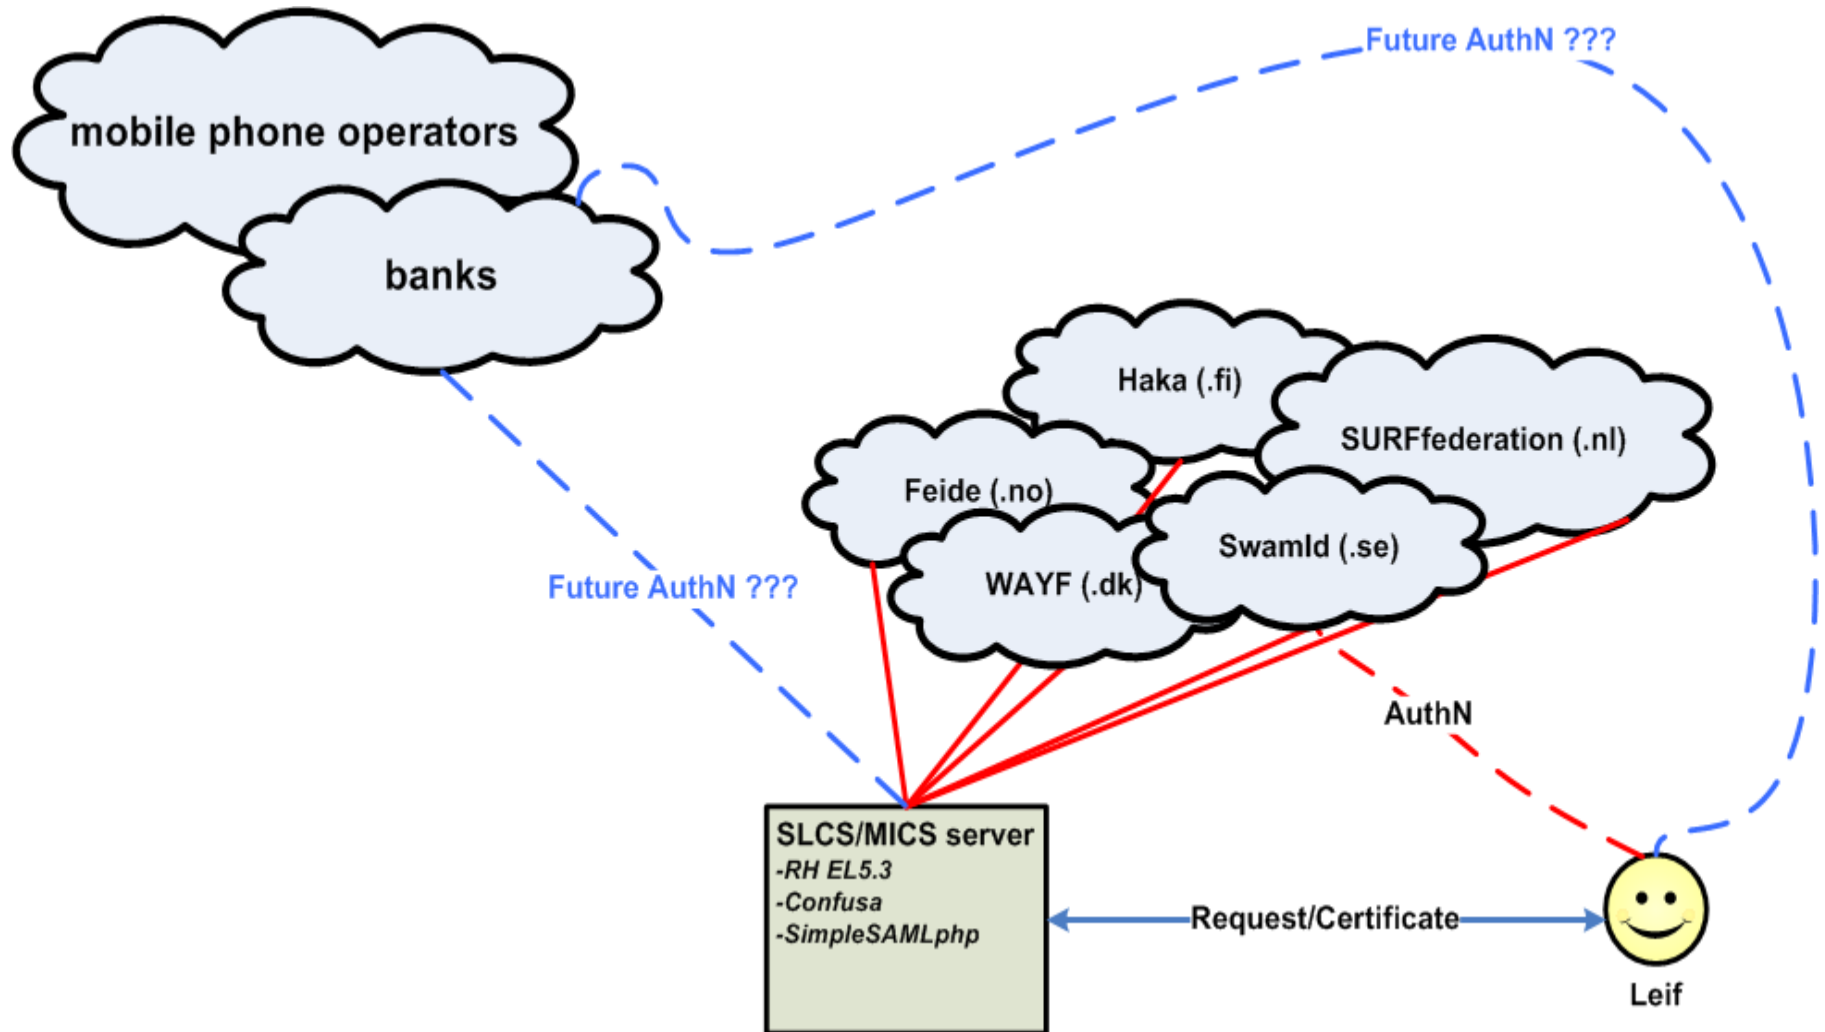 Future AuthN ???
mobile phone operators
banks
Haka (.fi)
SURFfederation (.nl)
Feide (.no)
SwamId (.se)
WAYF (.dk)
Future AuthN ???
AuthN
SLCS/MICS server
-RH EL5.3
-Confusa
-SimpleSAMLphp
Request/Certificate
Leif